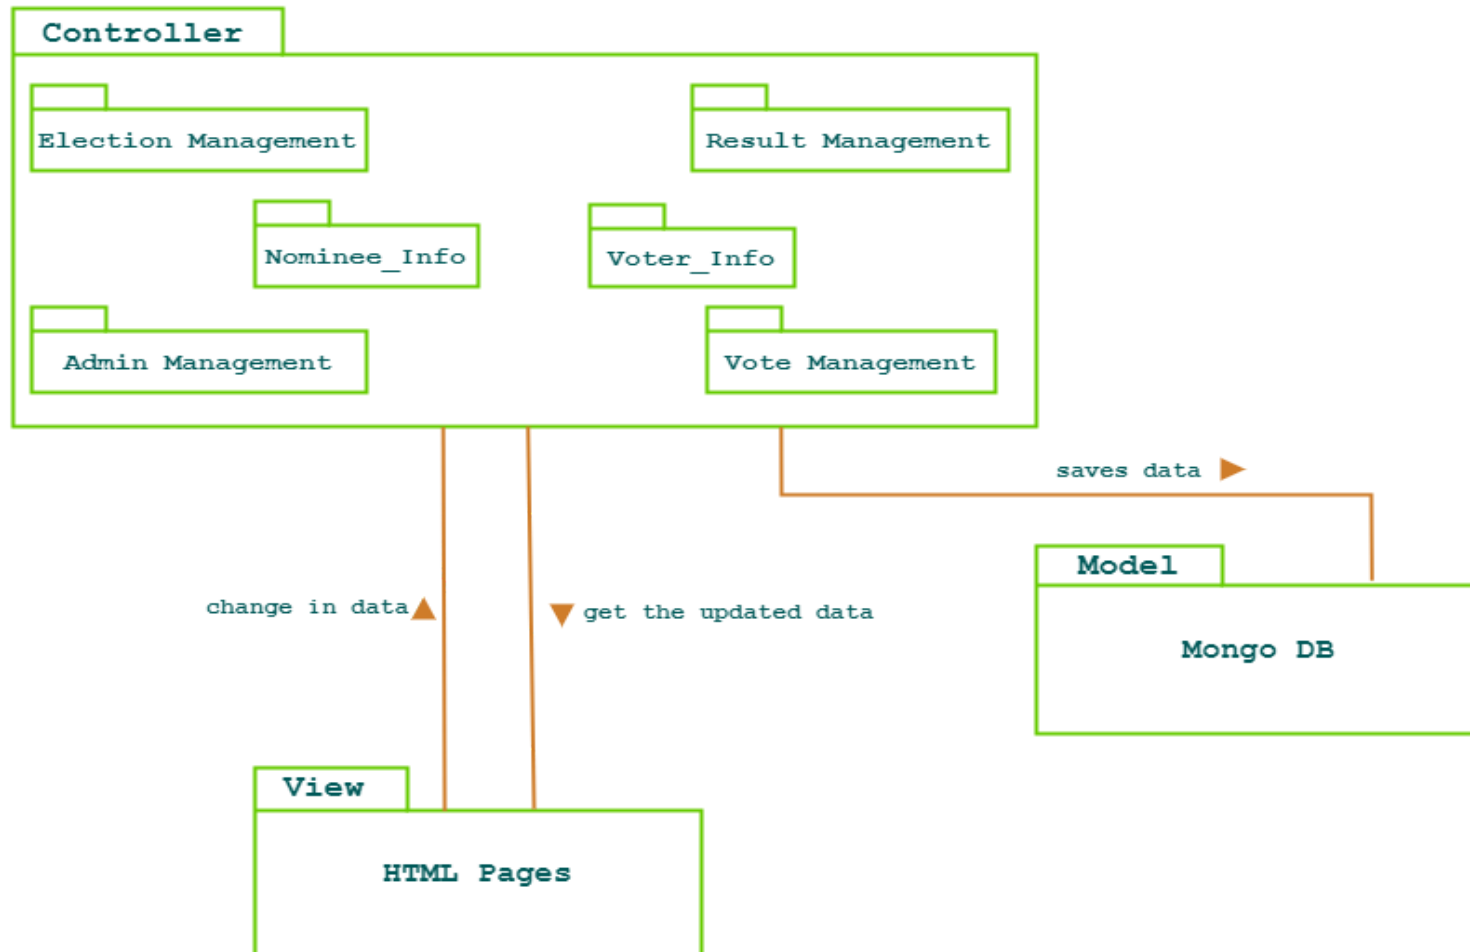 Controller
Election Management
Result Management
Nominee_Info
Voter_Info
Admin Management
Vote Management
saves data
Model
change in data
get the updated data
Mongo DB
View
HTML Pages